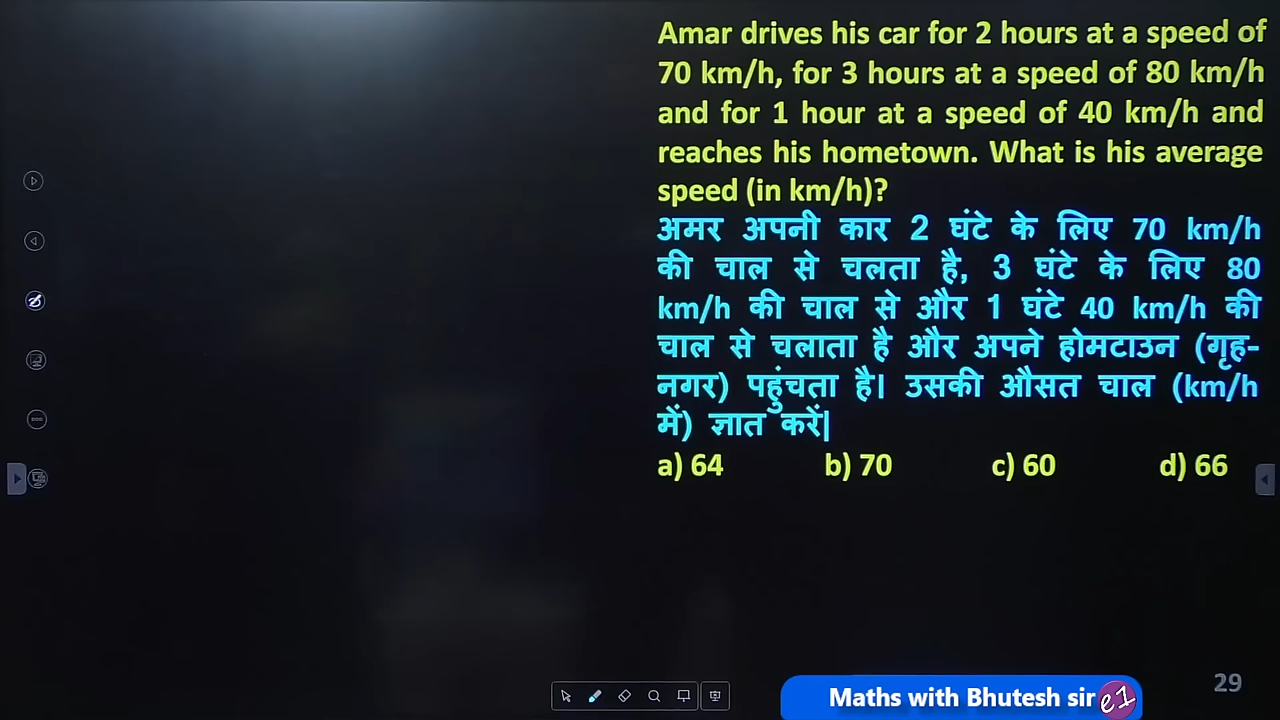 Amar drives his car for 2 hours at a speed of
70 km/h, for 3 hours at a speed of 80 km/h
and for 1 hour at a speed of 40 km/h and
reaches his hometown. What is his average
speed (in km/h)?
अमर अपनी कार 2 घंटे के लिए 70 km/h
की चाल से चलता है, 3 घंटे के लिए 80
km/h की चाल से और 1 घंटे 40 km/h की
चाल से चलाता है और अपने होमटाउन (गृह-
नगर) पहुंचता है। उसकी औसत चाल (km/h
में) ज्ञात करें|
a) 64 b) 70 c) 60 d) 66
29
Maths with Bhutesh sir e1